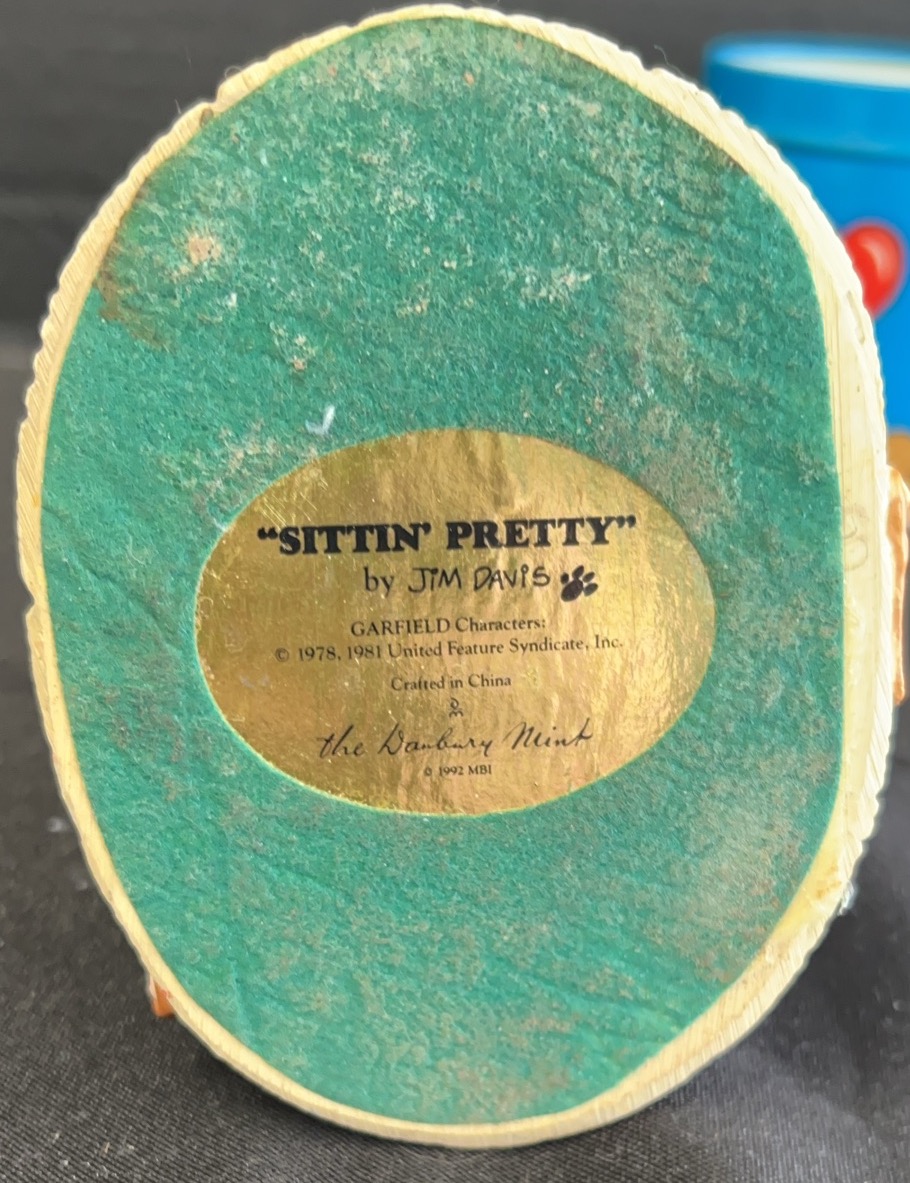 “SITTIN’ PRETTY”
by JIM DAVIS
GARFIELD Characters:
© 1978, 1981 United Feature Syndicate, Inc.
Crafted in China
the Danbury Mint
© 1992 MBI